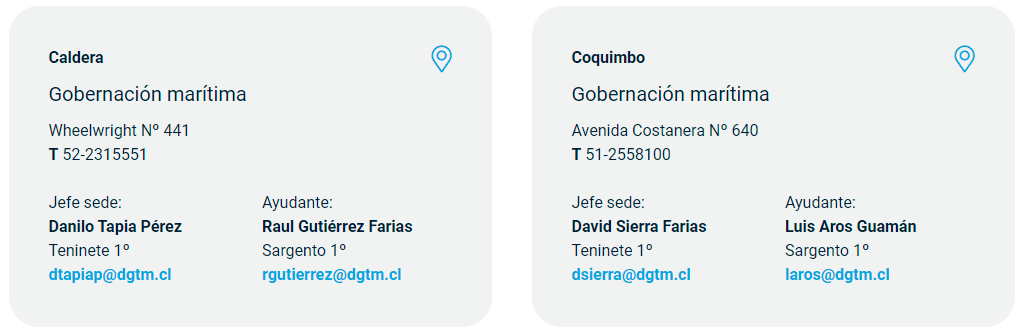 Caldera
Gobernación marítima
Wheelwright Nº 441
T 52-2315551
Jefe sede:
Danilo Tapia Pérez
Teninete 1º
dtapiap@dgtm.cl
Ayudante:
Raul Gutiérrez Farias
Sargento 1º
rgutierrez@dgtm.cl
Coquimbo
Gobernación marítima
Avenida Costanera Nº 640
T 51-2558100
Jefe sede:
David Sierra Farias
Teninete 1º
dsierra@dgtm.cl
Ayudante:
Luis Aros Guamán
Sargento 1º
laros@dgtm.cl